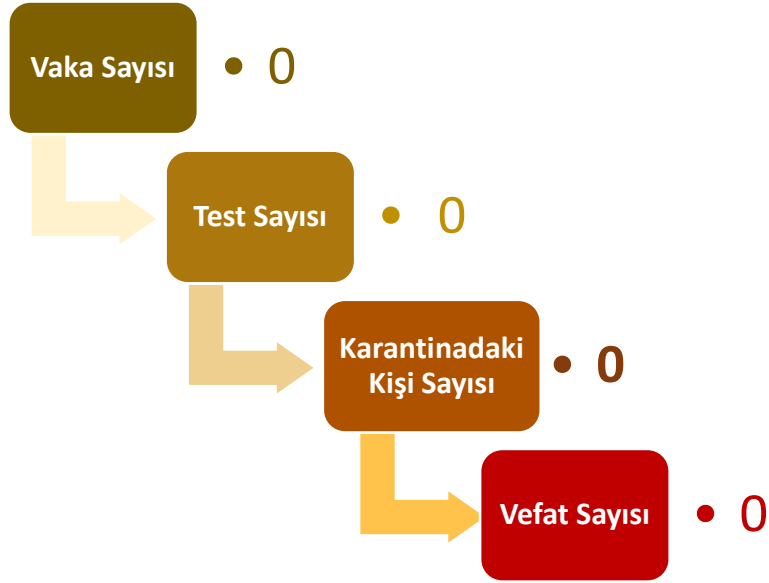 Vaka Sayısı
• 0
Test Sayısı
• 0
Karantinadaki
Kişi Sayısı
• 0
Vefat Sayısı
• 0